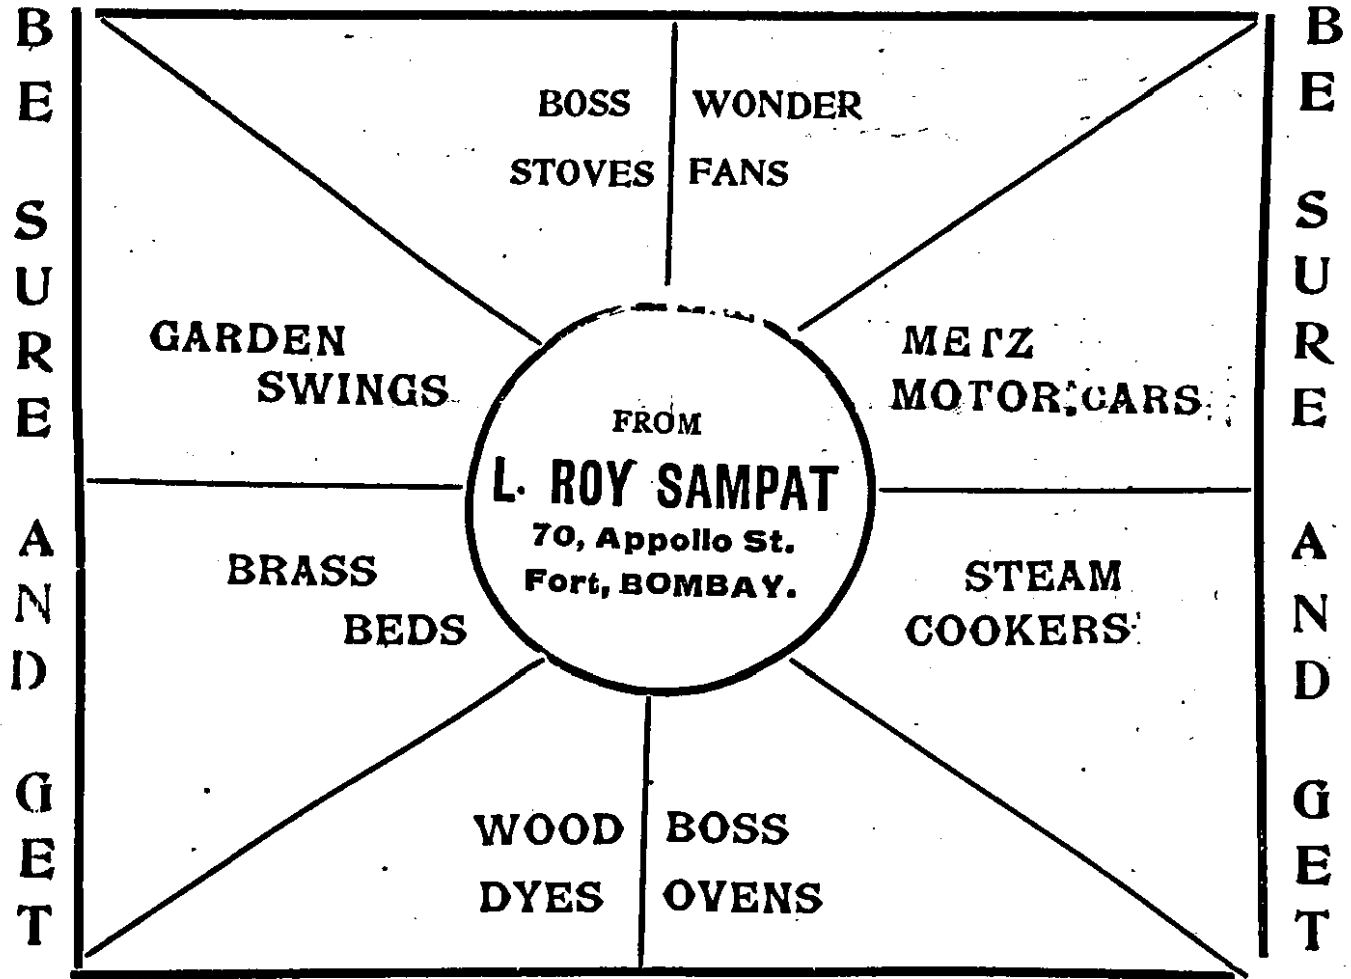 BE SURE AND GET
BOSS
STOVES
WONDER
FANS
GARDEN
SWINGS
METZ
MOTOR CARS
FROM
L. ROY SAMPAT
70, Appollo St.
Fort, BOMBAY.
BRASS
BEDS
STEAM
COOKERS
WOOD
DYES
BOSS
OVENS
BE SURE AND GET